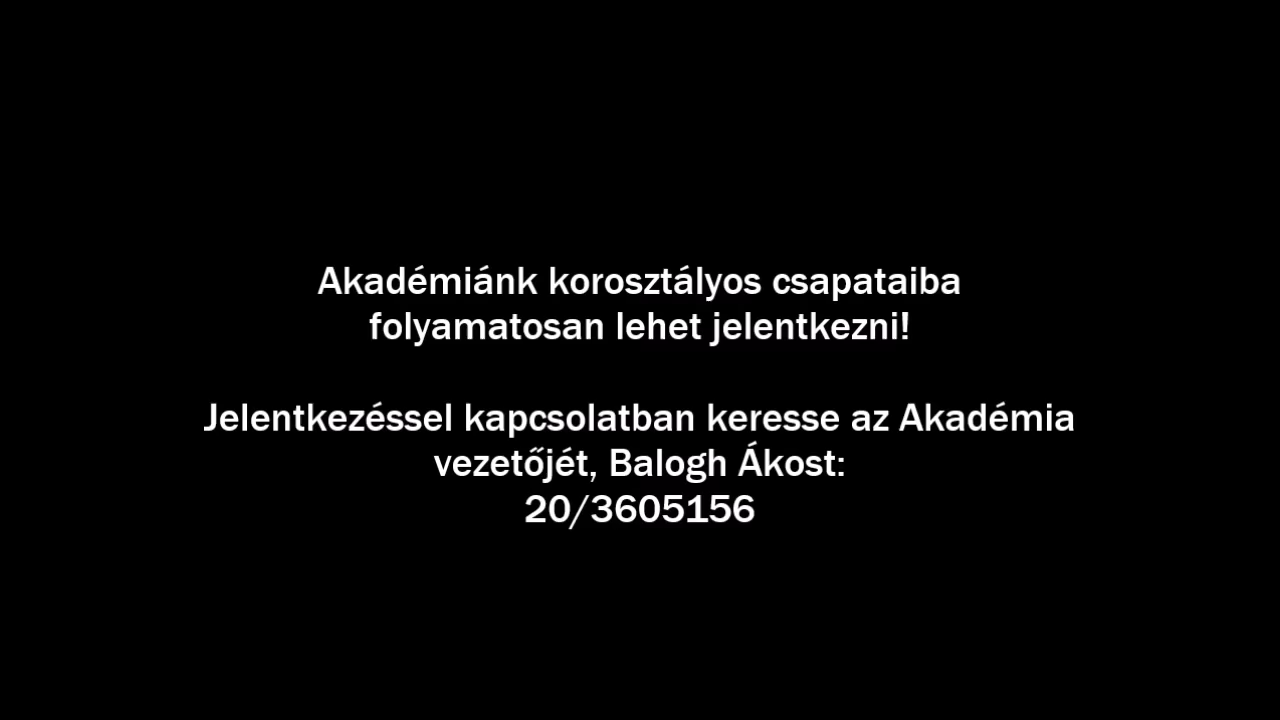 Akadémiánk korosztályos csapataiba
folyamatosan lehet jelentkezni!
Jelentkezéssel kapcsolatban keresse az Akadémia
vezetőjét, Balogh Ákost:
20/3605156